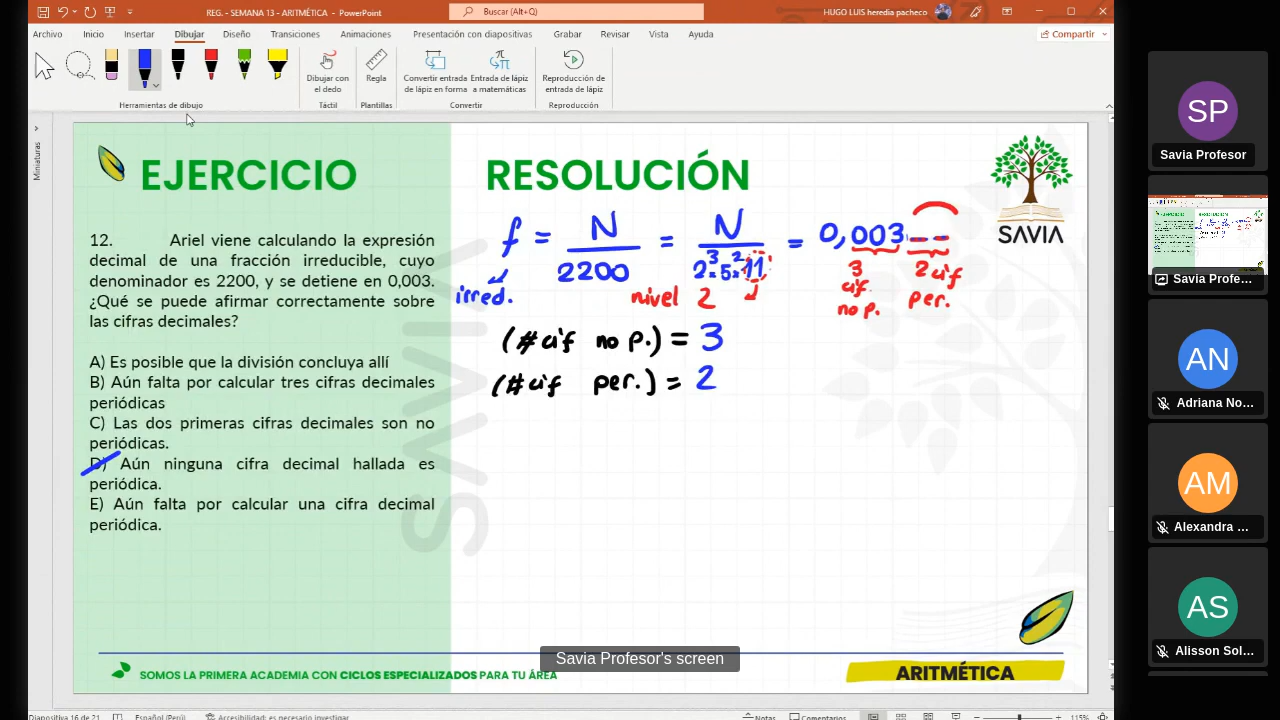 REG. - SEMANA 13 - ARITMÉTICA - PowerPoint
Buscar (Alt+Q)
HUGO LUIS heredia pacheco
Archivo Inicio Insertar Dibujar Diseño Transiciones Animaciones Presentación con diapositivas Grabar Revisar Vista Ayuda
Compartir
Dibujar con el dedo
Regla
Convertir entrada de lápiz en forma
Entrada de lápiz a matemáticas
Reproducción de entrada de lápiz
Herramientas de dibujo
Táctil
Plantillas
Convertir
Reproducción
Miniaturas
EJERCICIO
12. Ariel viene calculando la expresión
decimal de una fracción irreducible, cuyo
denominador es 2200, y se detiene en 0,003.
¿Qué se puede afirmar correctamente sobre
las cifras decimales?
A) Es posible que la división concluya allí
B) Aún falta por calcular tres cifras decimales
periódicas
C) Las dos primeras cifras decimales son no
periódicas.
D) Aún ninguna cifra decimal hallada es
periódica.
E) Aún falta por calcular una cifra decimal
periódica.
RESOLUCIÓN
SAVIA
f = N/2200 = N/2³×5²×11 = 0,003
irred.
nivel 2
3 cif. no p.
2 cif per.
(# cif no p.) = 3
(# cif per.) = 2
SAVIA
SOMOS LA PRIMERA ACADEMIA CON CICLOS ESPECIALIZADOS PARA TU ÁREA
ARITMÉTICA
Savia Profesor's screen
Diapositiva 16 de 21 Español (Perú) Accesibilidad: es necesario investigar
Notas Comentarios 115%
SP
Savia Profesor
Savia Profe...
AN
Adriana No...
AM
Alexandra ...
AS
Alisson Sol...